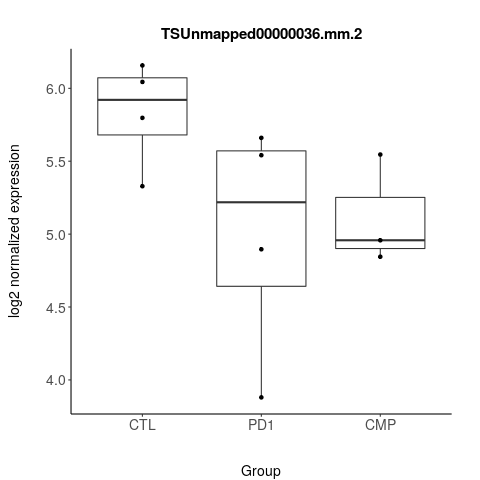 TSUnmapped00000036.mm.2
log2 normalized expression
6.0
5.5
5.0
4.5
4.0
CTL
PD1
CMP
Group